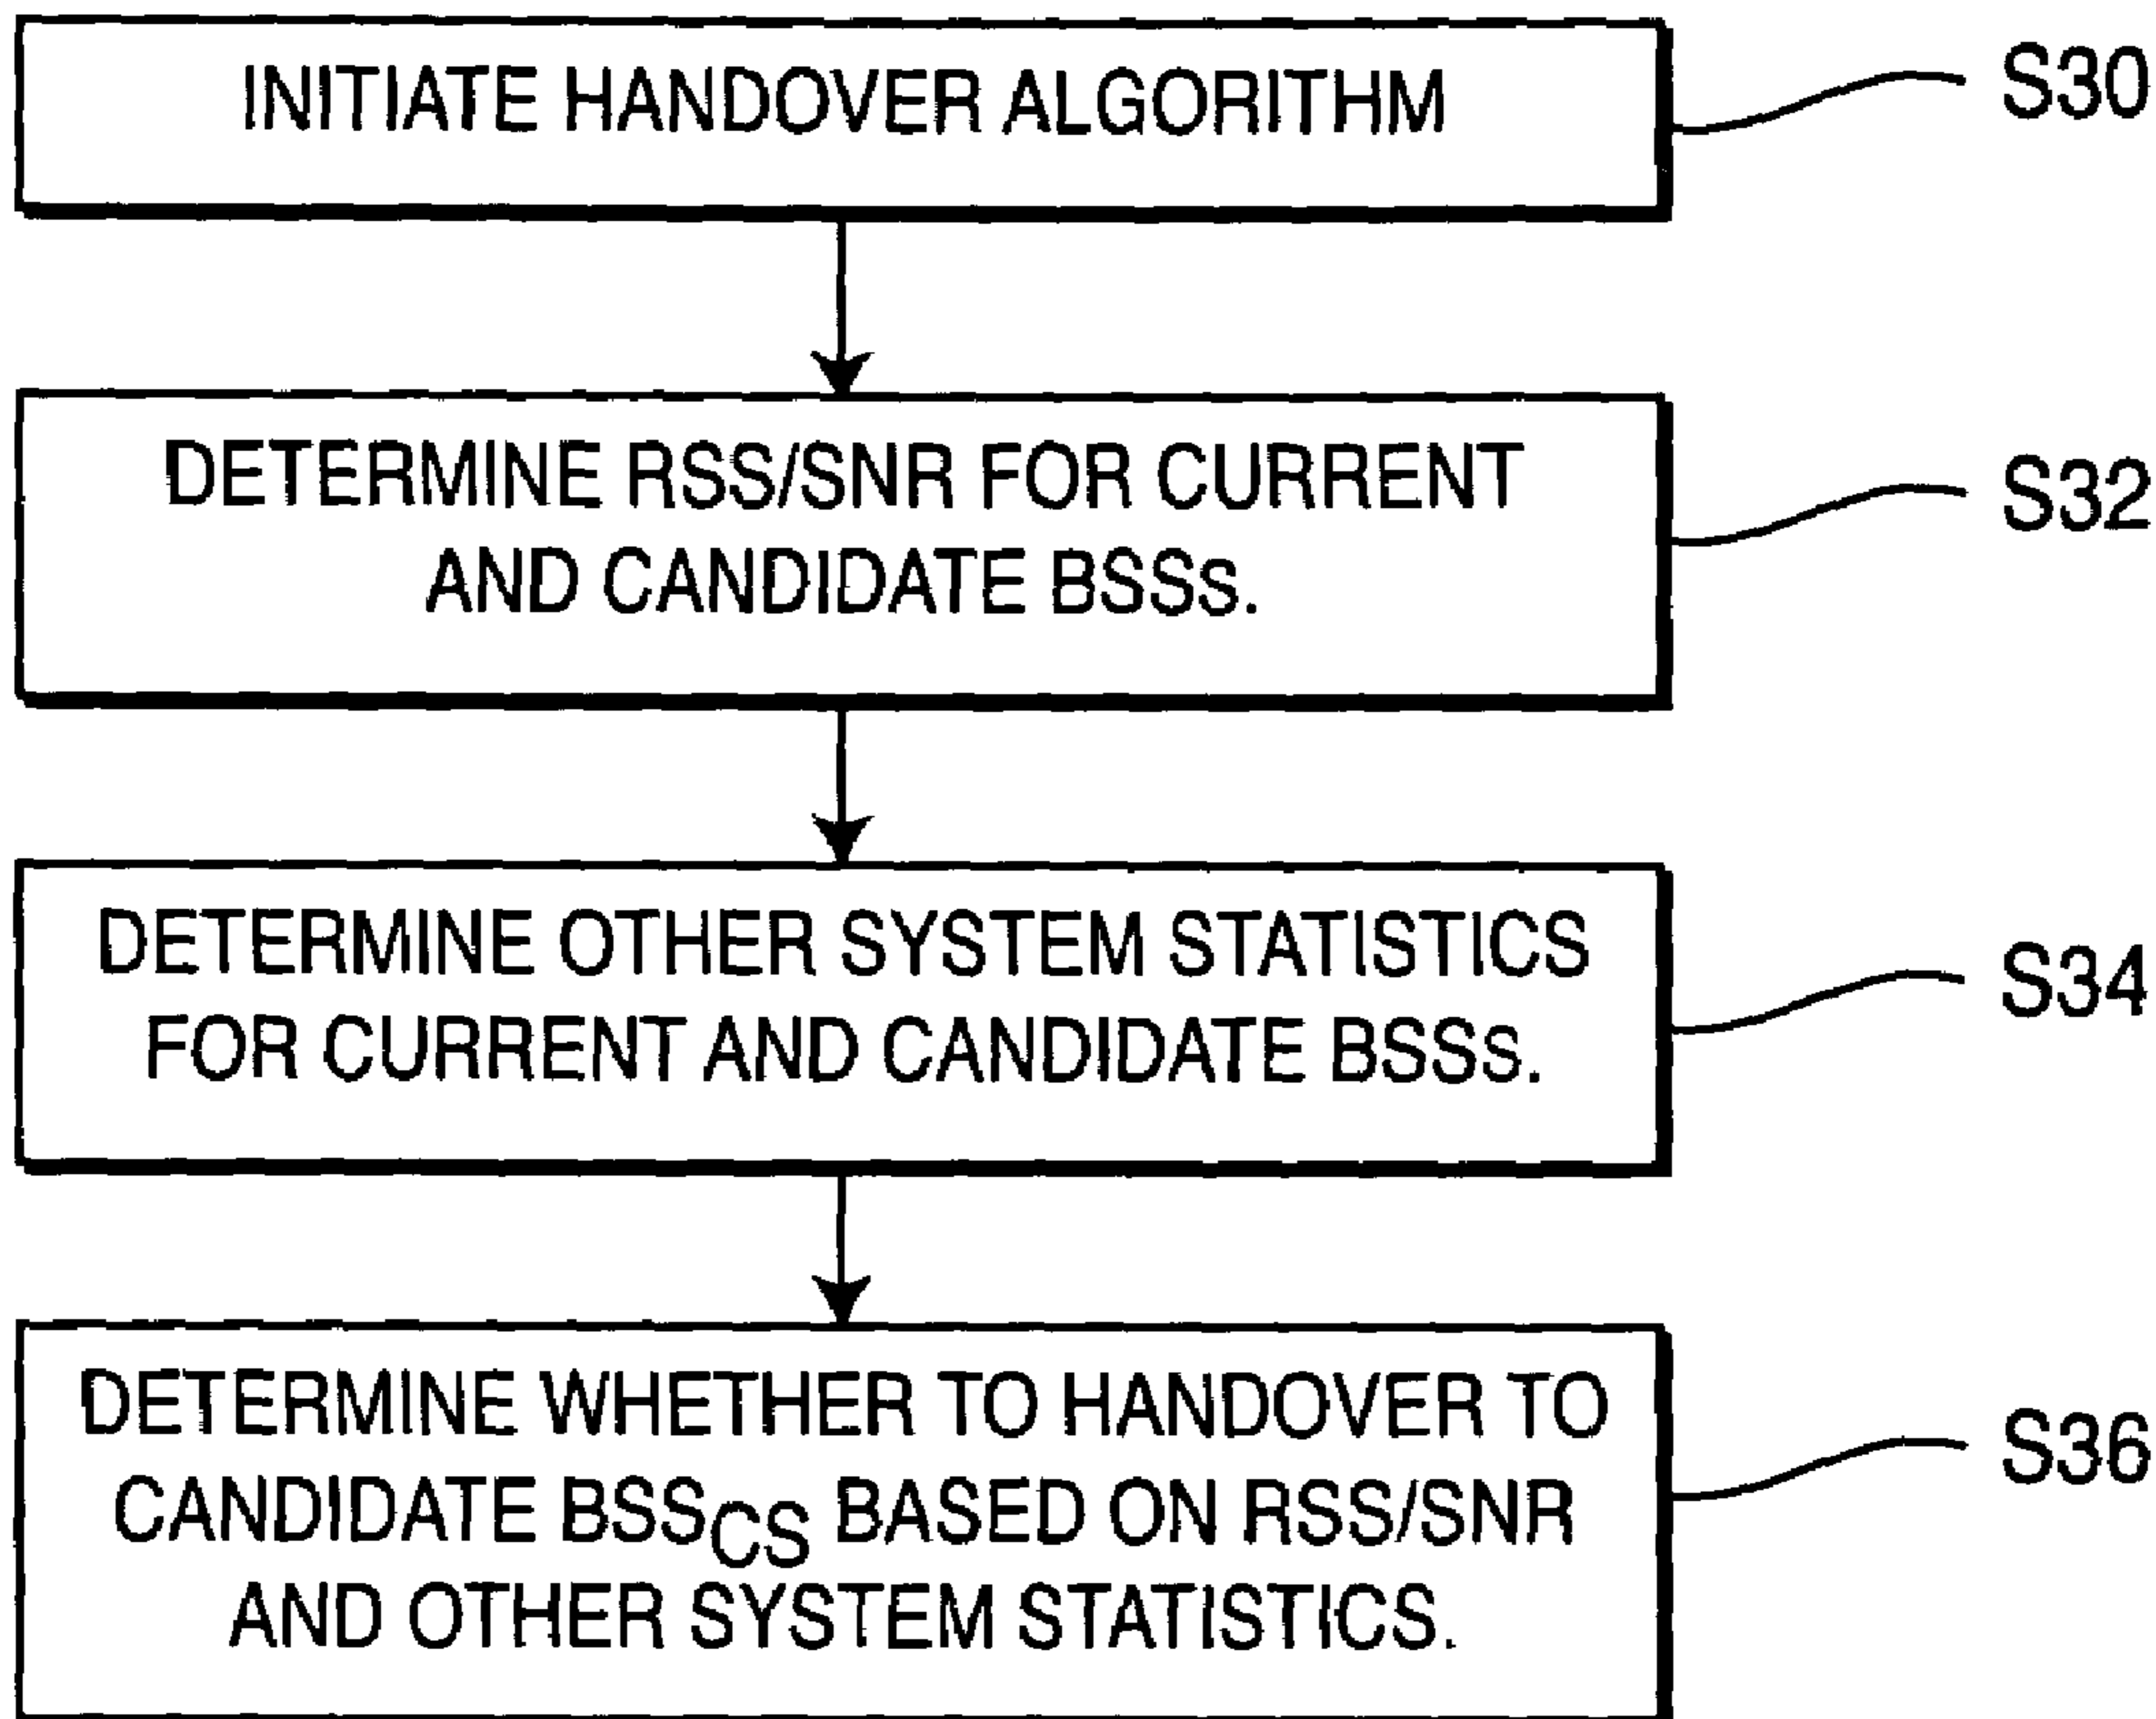 INITIATE HANDOVER ALGORITHM
S30
DETERMINE RSS/SNR FOR CURRENT
AND CANDIDATE BSSs.
S32
DETERMINE OTHER SYSTEM STATISTICS
FOR CURRENT AND CANDIDATE BSSs.
S34
DETERMINE WHETHER TO HANDOVER TO
CANDIDATE BSSCS BASED ON RSS/SNR
AND OTHER SYSTEM STATISTICS.
S36